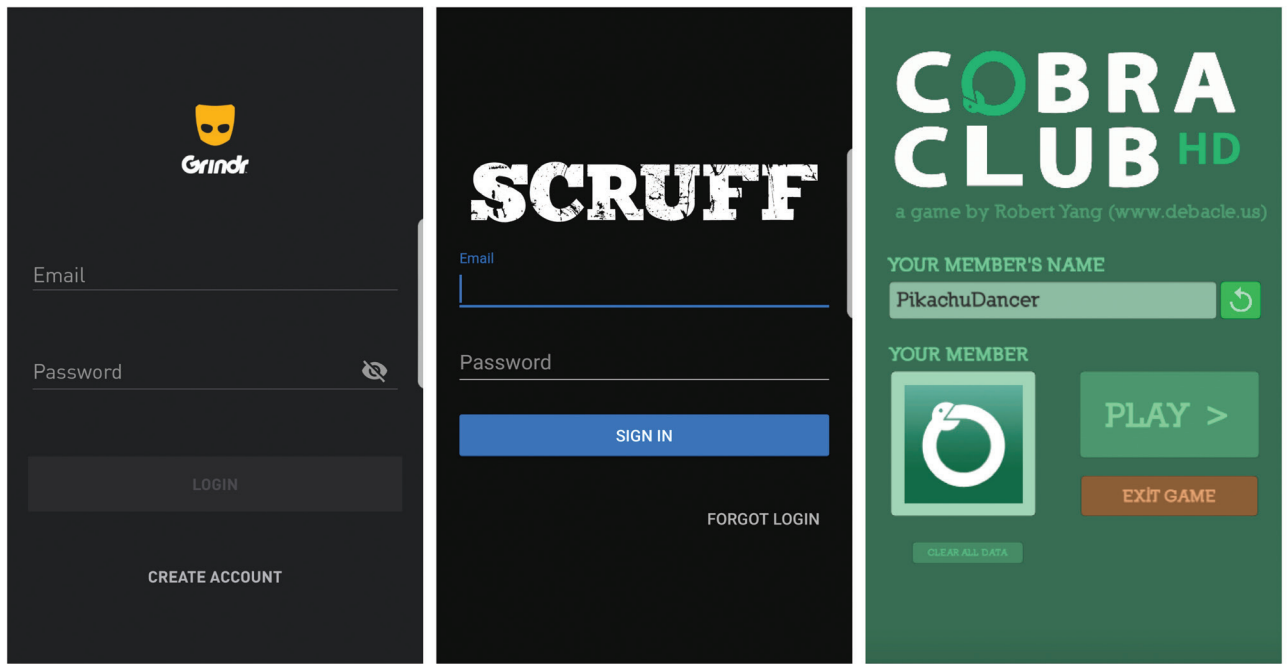 Grindr
Email
Password
LOGIN
CREATE ACCOUNT
SCRUFF
Email
Password
SIGN IN
FORGOT LOGIN
COBRA
CLUB HD
a game by Robert Yang (www.debacle.us)
YOUR MEMBER'S NAME
PikachuDancer
YOUR MEMBER
PLAY >
EXIT GAME
CLEAR ALL DATA